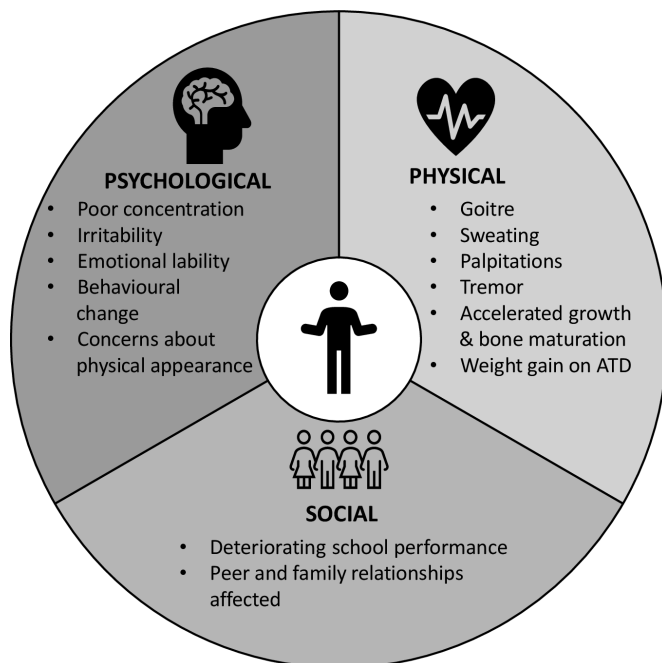 PSYCHOLOGICAL
• Poor concentration
• Irritability
• Emotional lability
• Behavioural
change
• Concerns about
physical appearance
PHYSICAL
• Goitre
• Sweating
• Palpitations
• Tremor
• Accelerated growth
& bone maturation
• Weight gain on ATD
SOCIAL
• Deteriorating school performance
• Peer and family relationships
affected